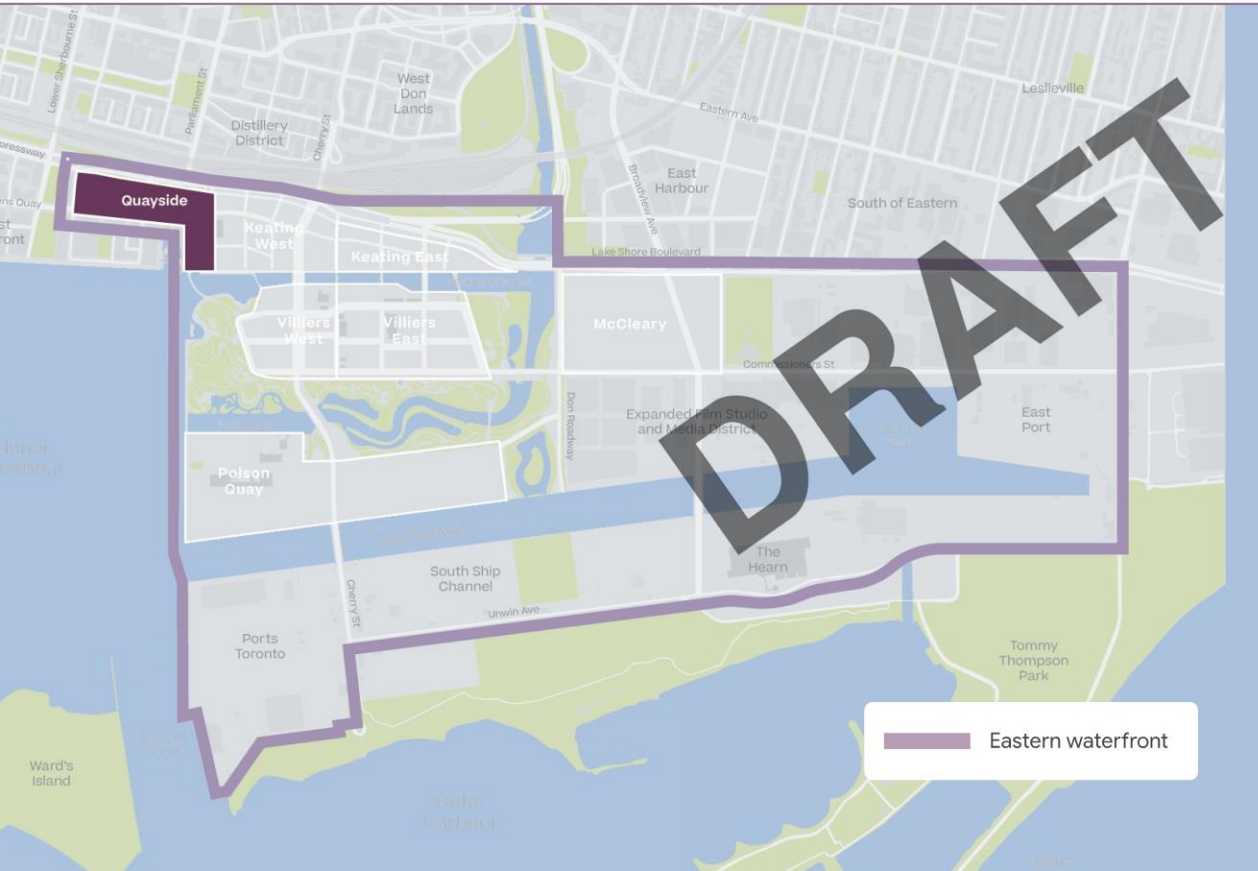 Lower Sherbourne St
Parliament St
West
Don
Lands
Distillery
District
Cherry St
Eastern Ave
Leslieville
East
Harbour
Broadview Ave
South of Eastern
Quayside
Keating
West
Keating East
Lake Shore Boulevard
Villiers
West
Villiers
East
McCleary
Commissioners St
Don Roadway
Expanded Film Studio
and Media District
East
Port
Polson
Quay
South Ship
Channel
The
Hearn
Cherry St
Unwin Ave
Ports
Toronto
Tommy
Thompson
Park
Ward's
Island
Outer
Harbour
Eastern waterfront
DRAFT